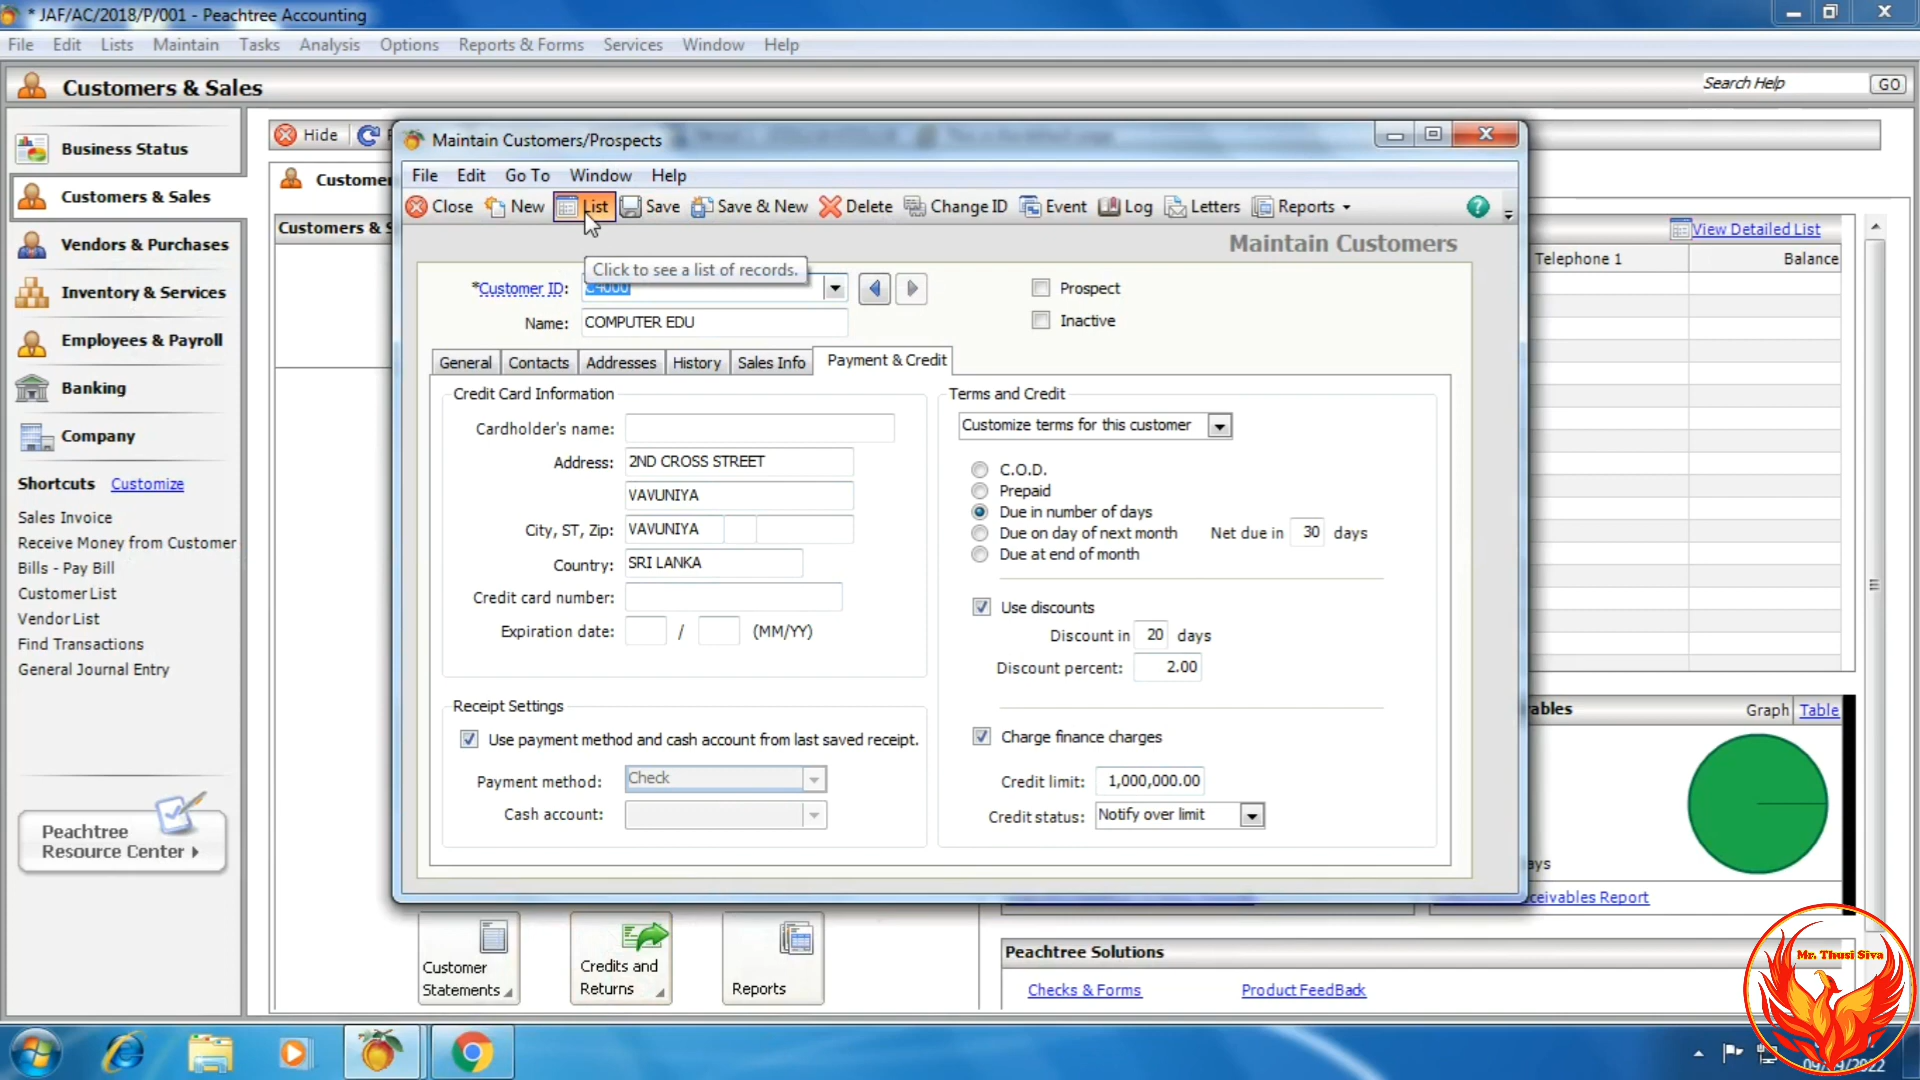 * JAF/AC/2018/P/001 - Peachtree Accounting
File Edit Lists Maintain Tasks Analysis Options Reports & Forms Services Window Help
Customers & Sales
Search Help GO
Business Status
Customers & Sales
Vendors & Purchases
Inventory & Services
Employees & Payroll
Banking
Company
Shortcuts Customize
Sales Invoice
Receive Money from Customer
Bills - Pay Bill
Customer List
Vendor List
Find Transactions
General Journal Entry
Peachtree
Resource Center
Hide
Customers & S
Maintain Customers/Prospects
File Edit Go To Window Help
Close New List Save Save & New Delete Change ID Event Log Letters Reports
Maintain Customers
Click to see a list of records.
*Customer ID: C4000
Prospect
Name: COMPUTER EDU
Inactive
General Contacts Addresses History Sales Info Payment & Credit
Credit Card Information
Cardholder's name:
Address: 2ND CROSS STREET
VAVUNIYA
City, ST, Zip: VAVUNIYA
Country: SRI LANKA
Credit card number:
Expiration date: / (MM/YY)
Receipt Settings
Use payment method and cash account from last saved receipt.
Payment method: Check
Cash account:
Terms and Credit
Customize terms for this customer
C.O.D.
Prepaid
Due in number of days
Due on day of next month Net due in 30 days
Due at end of month
Use discounts
Discount in 20 days
Discount percent: 2.00
Charge finance charges
Credit limit: 1,000,000.00
Credit status: Notify over limit
View Detailed List
Telephone 1 Balance
ables Graph Table
ays
ceivables Report
Customer
Statements
Credits and
Returns
Reports
Peachtree Solutions
Checks & Forms Product FeedBack
Mr. Thusi Siva